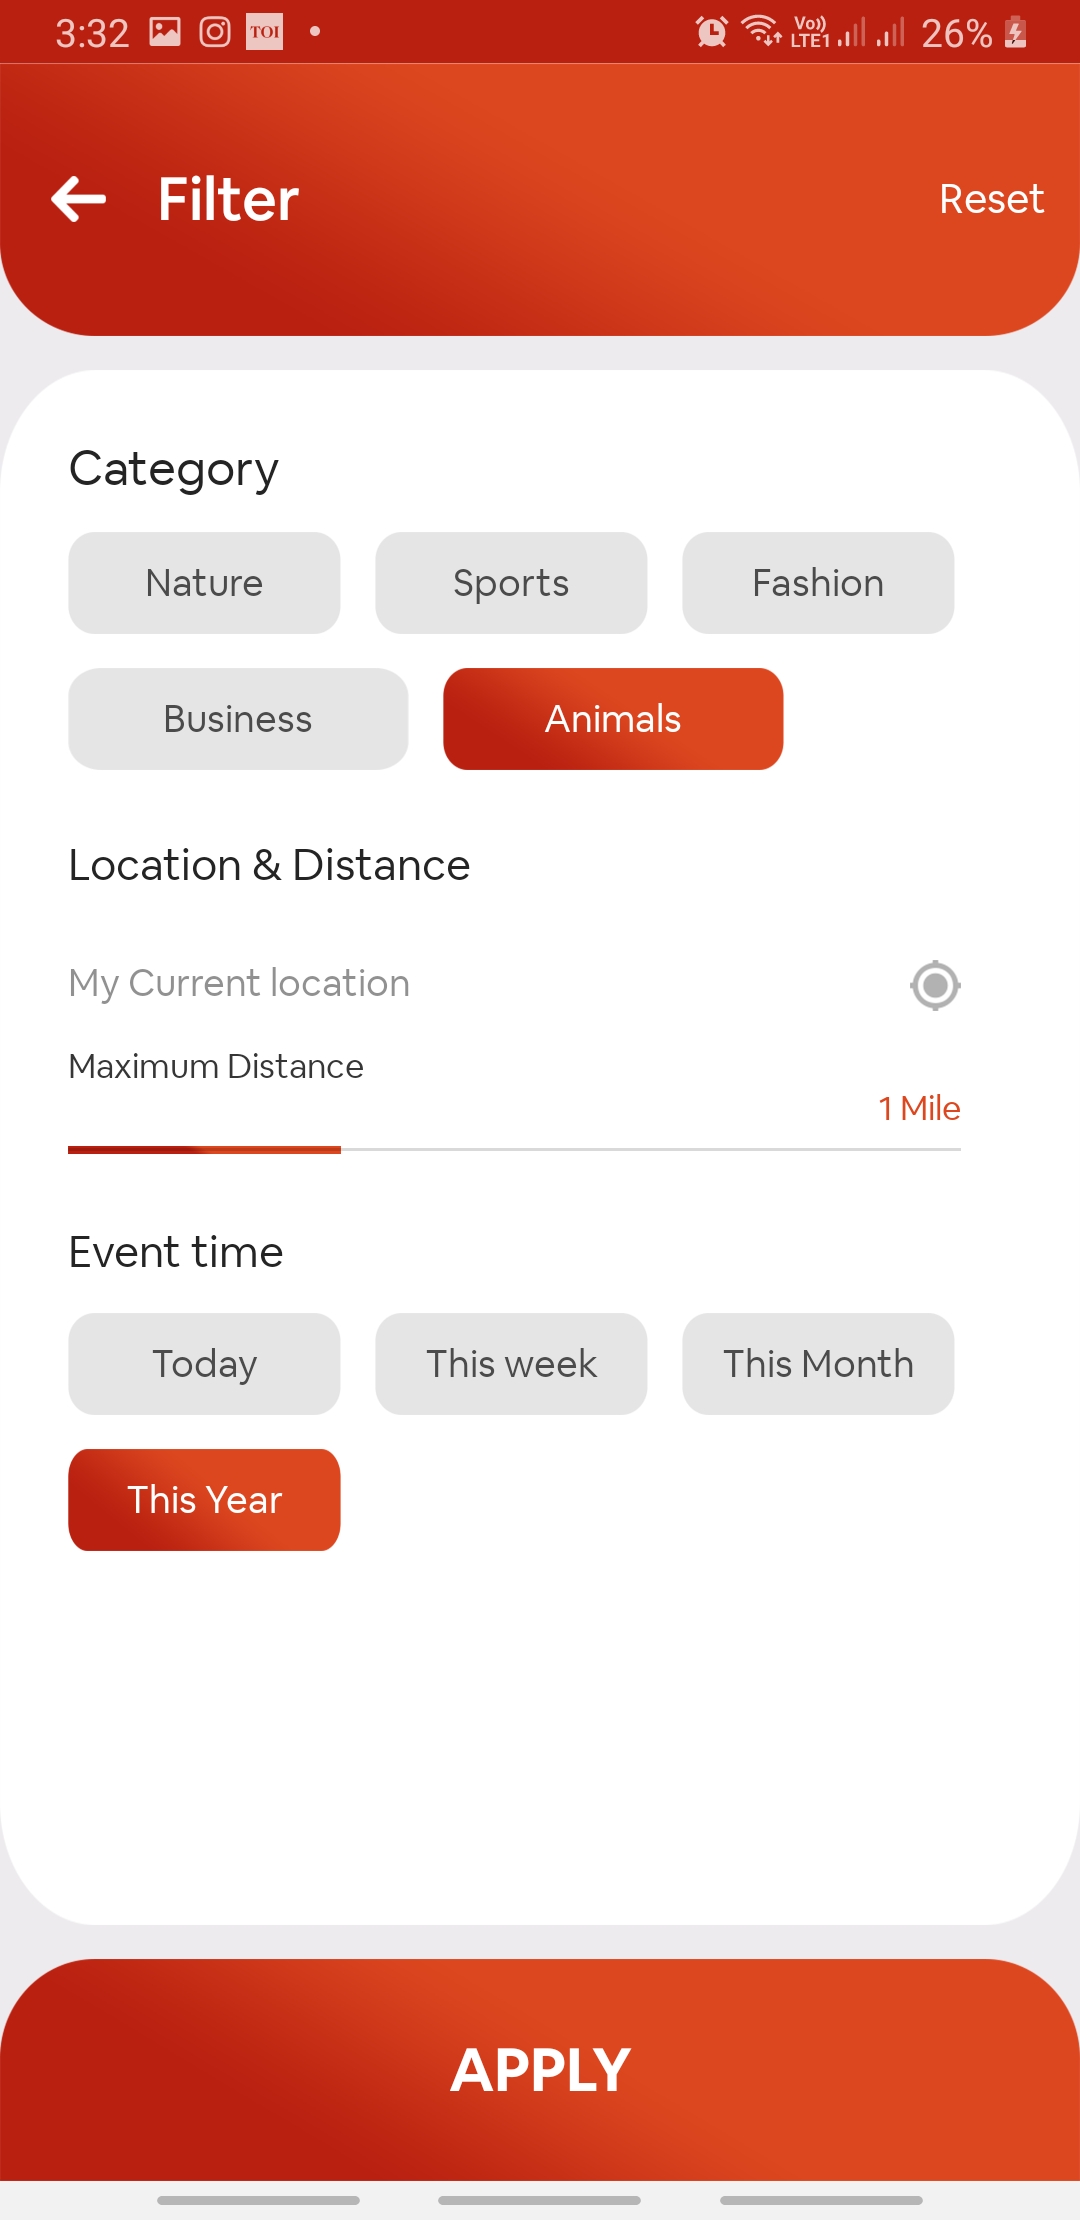 3:32 TOI Vo)) LTE1 26%
Filter Reset
Category
Nature Sports Fashion
Business Animals
Location & Distance
My Current location
Maximum Distance
1 Mile
Event time
Today This week This Month
This Year
APPLY